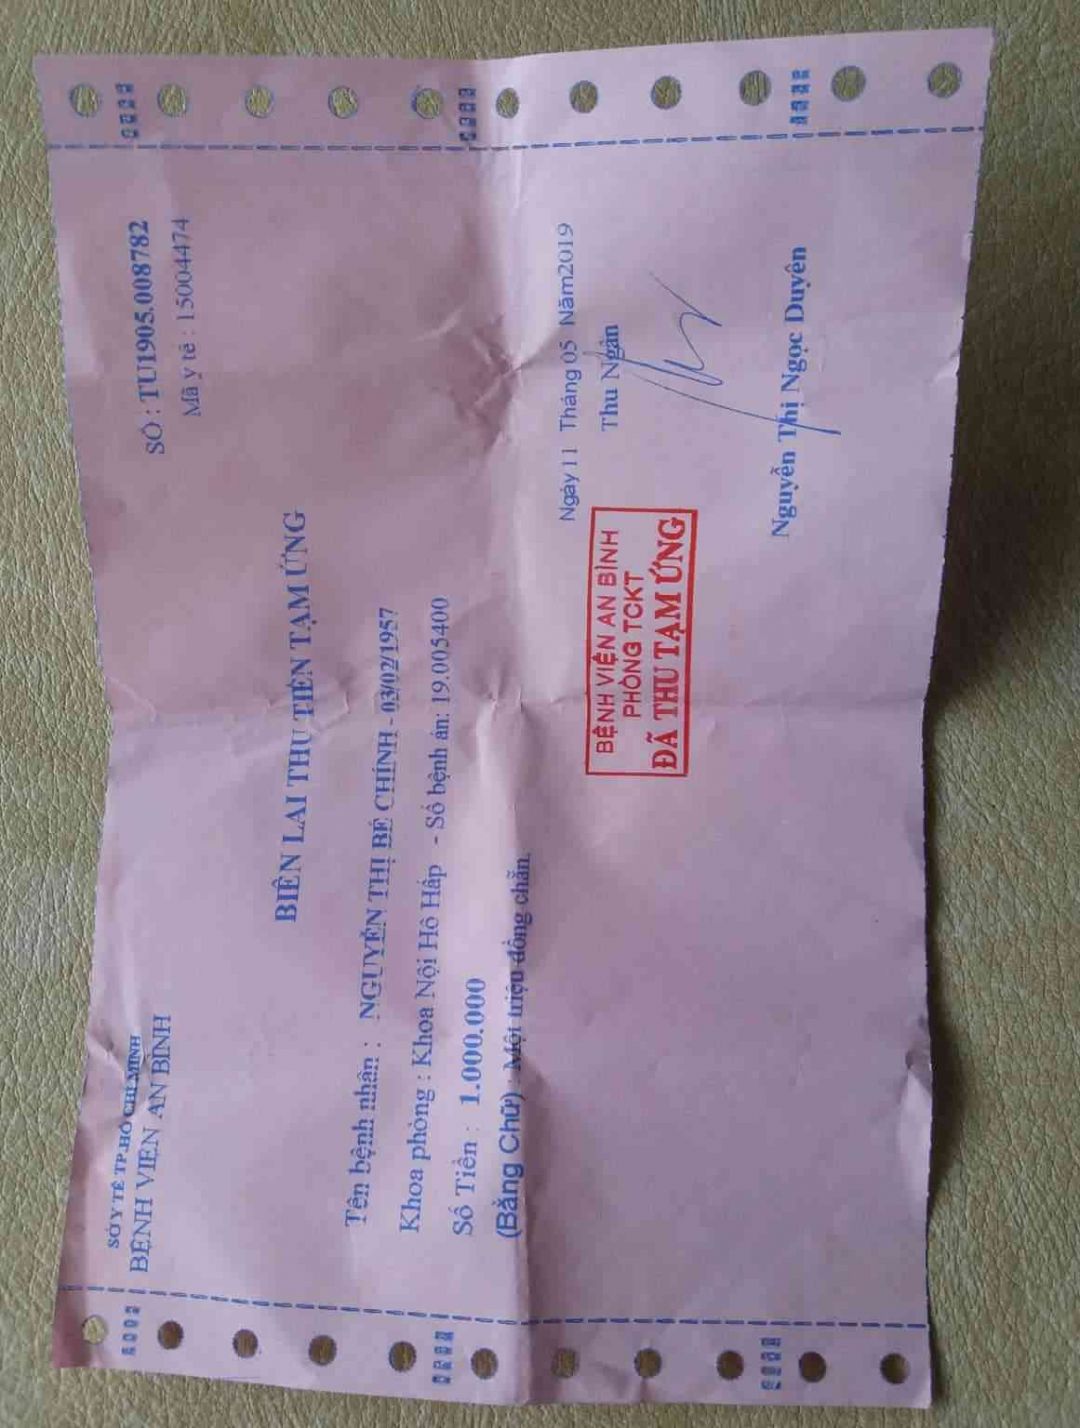 SỞ Y TẾ TP.HỒ CHÍ MINH
BỆNH VIỆN AN BÌNH
SỐ : TU1905.008782
Mã y tế : 15004474
BIÊN LAI THU TIỀN TẠM ỨNG
Tên bệnh nhân : NGUYỄN THỊ BÉ CHÍNH - 03/02/1957
Khoa phòng : Khoa Nội Hô Hấp - Số bệnh án: 19.005400
Số Tiền : 1.000.000
(Bằng Chữ) : Một triệu đồng chẵn.
Ngày 11 Tháng 05 Năm2019
Thu Ngân
BỆNH VIỆN AN BÌNH
PHÒNG TCKT
ĐÃ THU TẠM ỨNG
Nguyễn Thị Ngọc Duyên